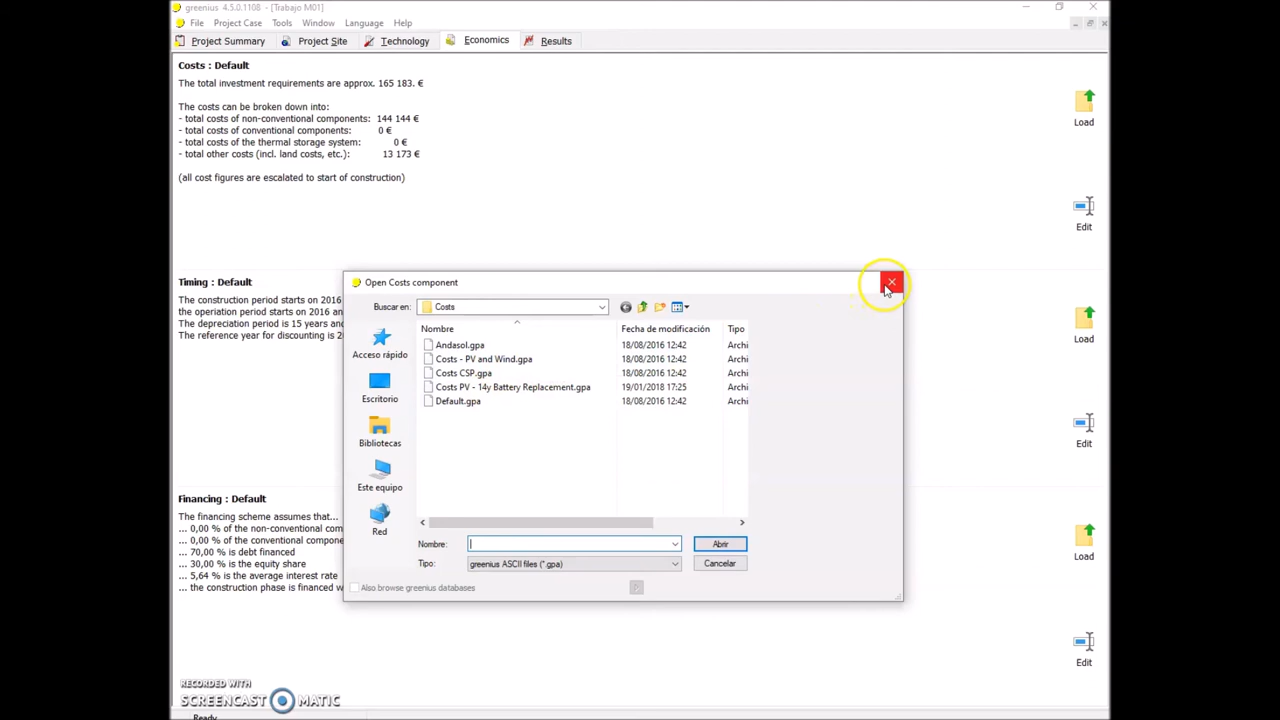 greenius 4.5.0.1108 - [Trabajo M01]
File Project Case Tools Window Language Help
Project Summary Project Site Technology Economics Results
Costs : Default
The total investment requirements are approx. 165 183. €
Load
The costs can be broken down into:
- total costs of non-conventional components: 144 144 €
- total costs of conventional components: 0 €
- total costs of the thermal storage system: 0 €
- total other costs (incl. land costs, etc.): 13 173 €
(all cost figures are escalated to start of construction)
Edit
Timing : Default
The construction period starts on 2016
the operiation period starts on 2016 an
The depreciation period is 15 years and
The reference year for discounting is 2
Load
Edit
Financing : Default
The financing scheme assumes that...
... 0,00 % of the non-conventional com
... 0,00 % of the conventional compone
... 70,00 % is debt financed
... 30,00 % is the equity share
... 5,64 % is the average interest rate
... the construction phase is financed w
Load
Edit
Open Costs component
Buscar en: Costs
Nombre Fecha de modificación Tipo
Andasol.gpa 18/08/2016 12:42 Archi
Costs - PV and Wind.gpa 18/08/2016 12:42 Archi
Costs CSP.gpa 18/08/2016 12:42 Archi
Costs PV - 14y Battery Replacement.gpa 19/01/2018 17:25 Archi
Default.gpa 18/08/2016 12:42 Archi
Acceso rápido
Escritorio
Bibliotecas
Este equipo
Red
Nombre: Abrir
Tipo: greenius ASCII files (*.gpa) Cancelar
Also browse greenius databases
RECORDED WITH
SCREENCAST MATIC
Ready